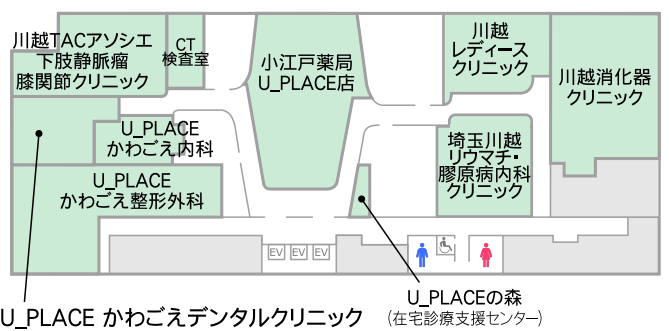 川越TACアソシエ
下肢静脈瘤
膝関節クリニック
CT
検査室
小江戸薬局
U_PLACE店
川越
レディース
クリニック
川越消化器
クリニック
U_PLACE
かわごえ内科
埼玉川越
リウマチ・
膠原病内科
クリニック
U_PLACE
かわごえ整形外科
EV EV EV
U_PLACE かわごえデンタルクリニック
U_PLACEの森
(在宅診療支援センター)